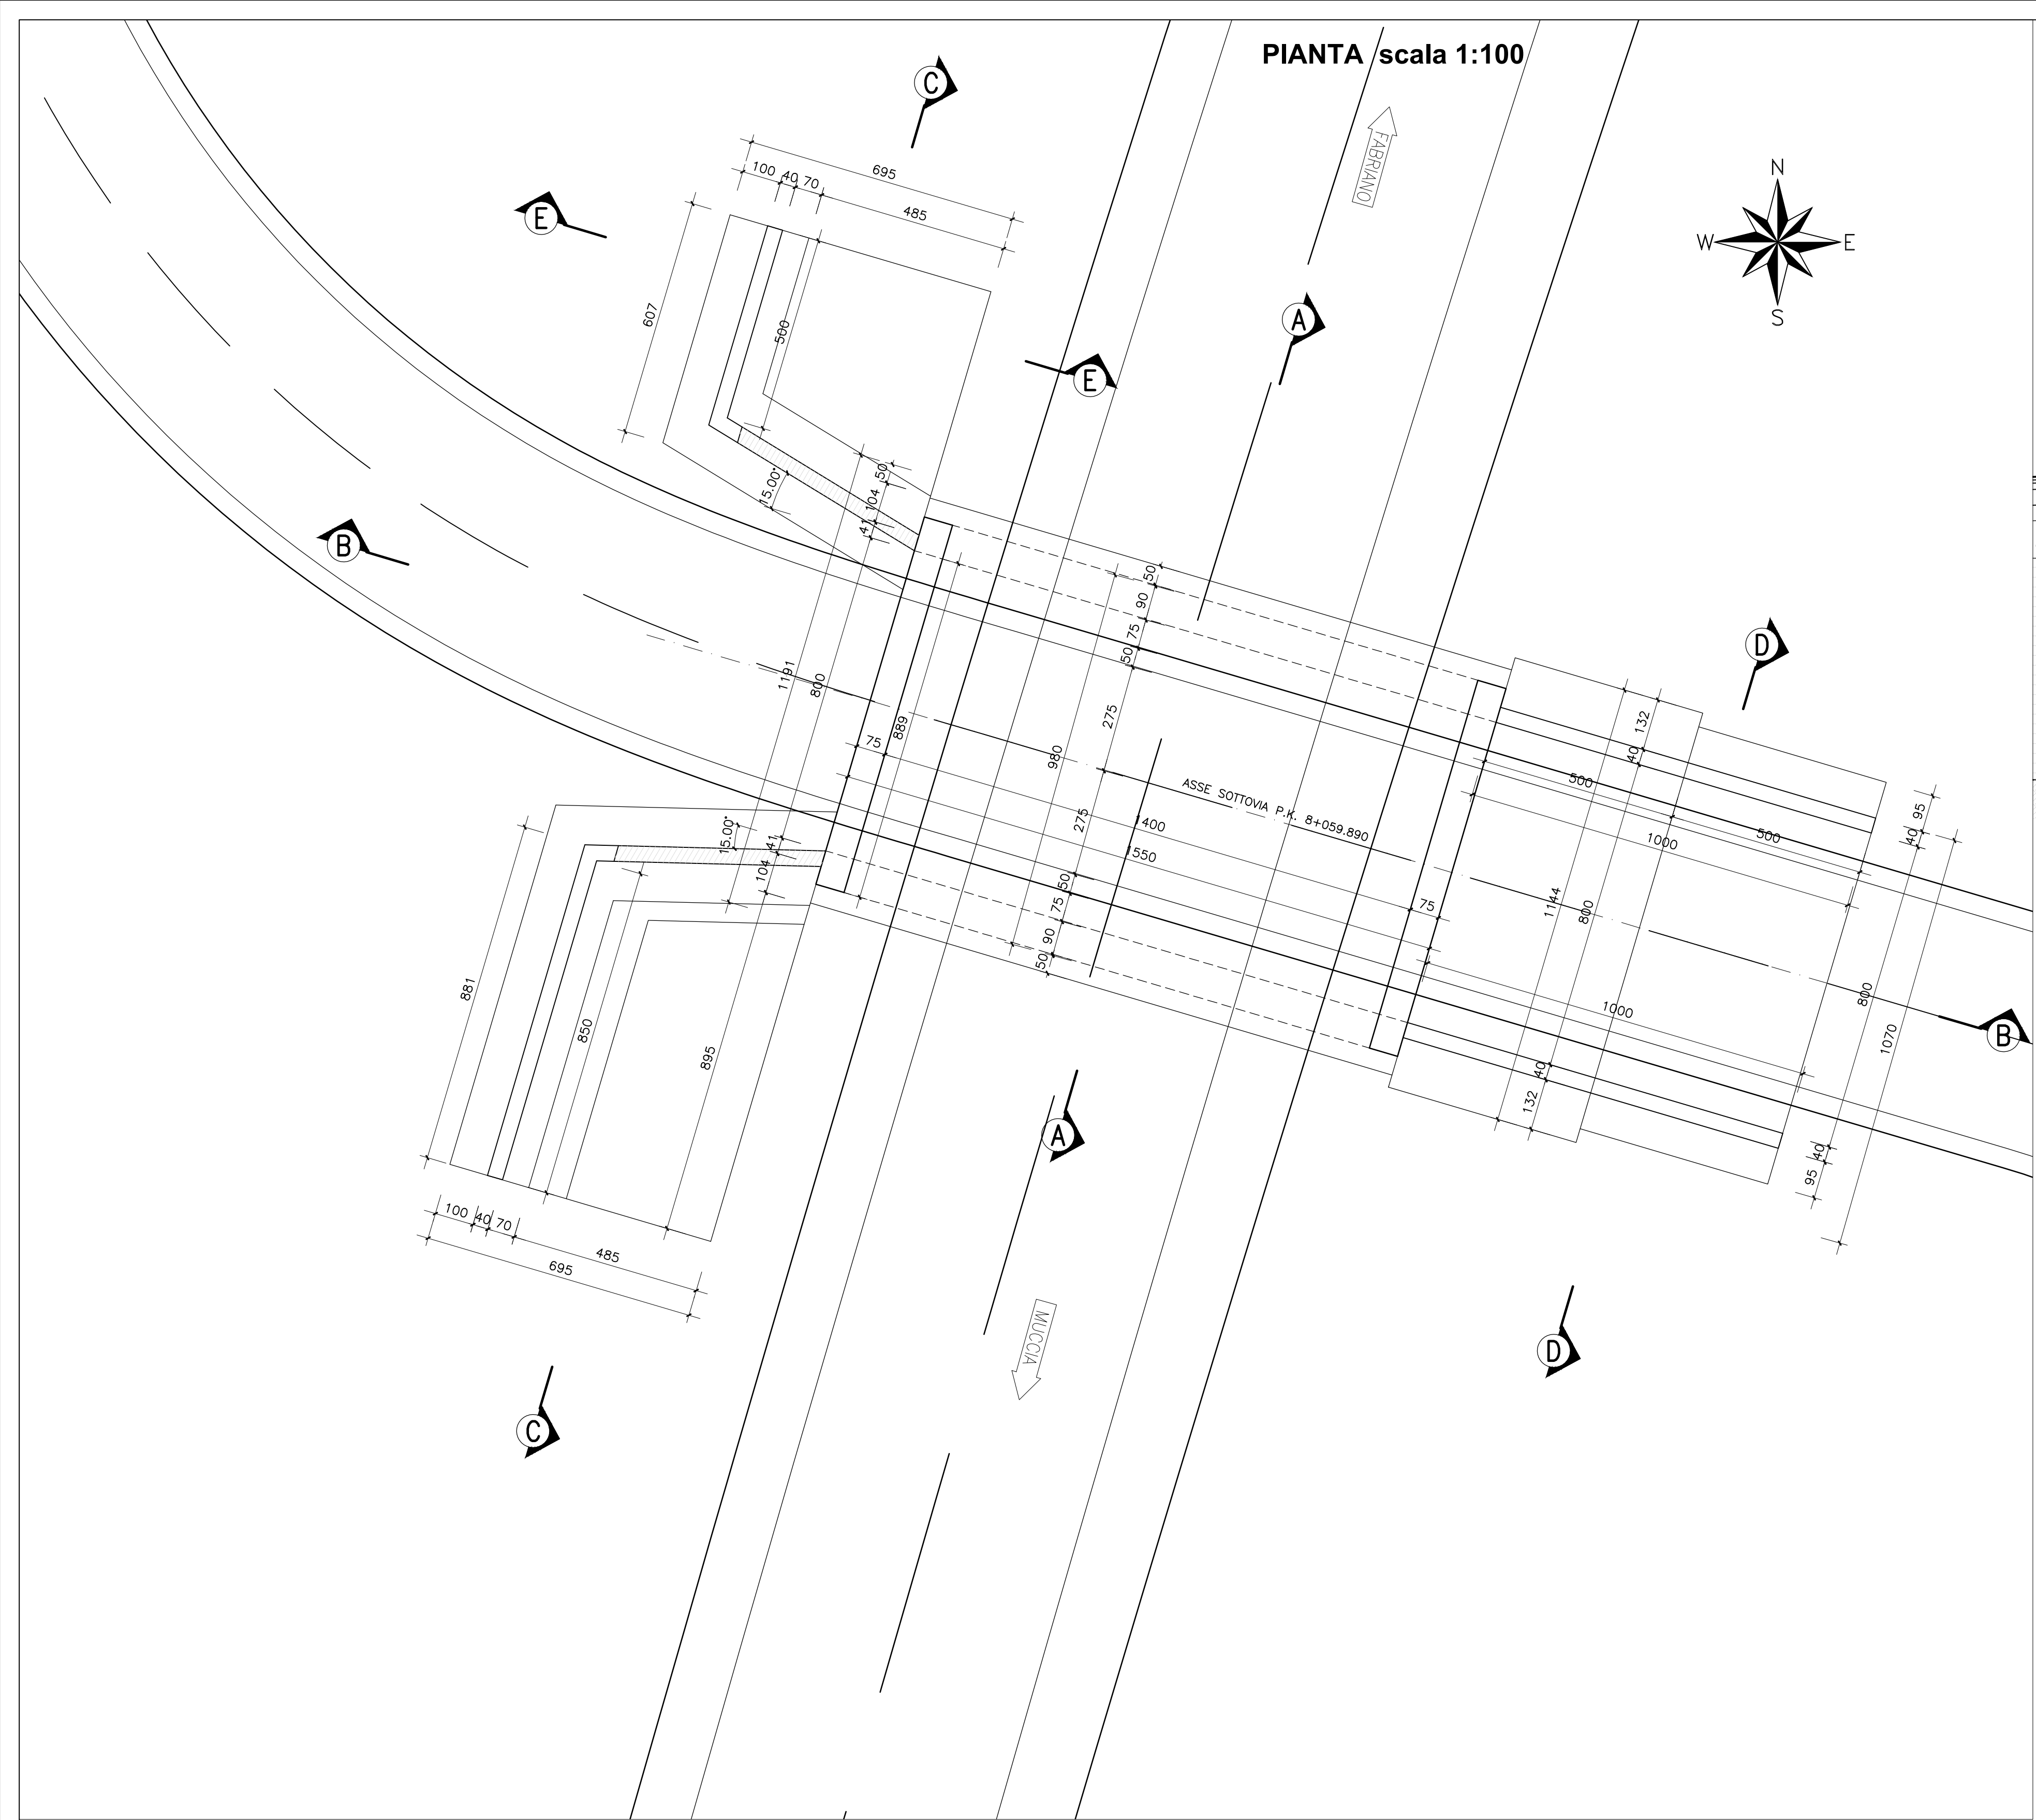 PIANTA scala 1:100
C
FABRIANO
N
W E
S
695
100 40 70
485
E
607
500
E
A
B
15.00°
50
104
41
1191
800
889
75
50
90
75
50
275
980
275
50
75
90
50
ASSE SOTTOVIA P.K. 8+059.890
1400
1550
75
D
132
40
500
500
1000
1144
800
1000
40
132
95
40
800
1070
40
95
B
15.00°
41
104
881
850
895
100 40 70
485
695
A
MUCCIA
C
D